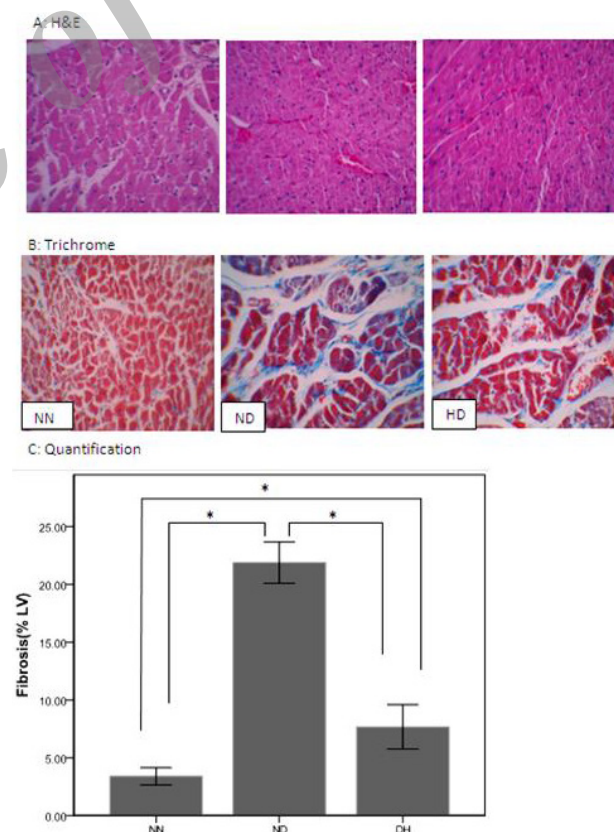 A: H&E
B: Trichrome
NN
ND
HD
C: Quantification
*
* *
25.00
20.00
15.00
10.00
5.00
0.00
Fibrosis(% LV)
NN ND DH